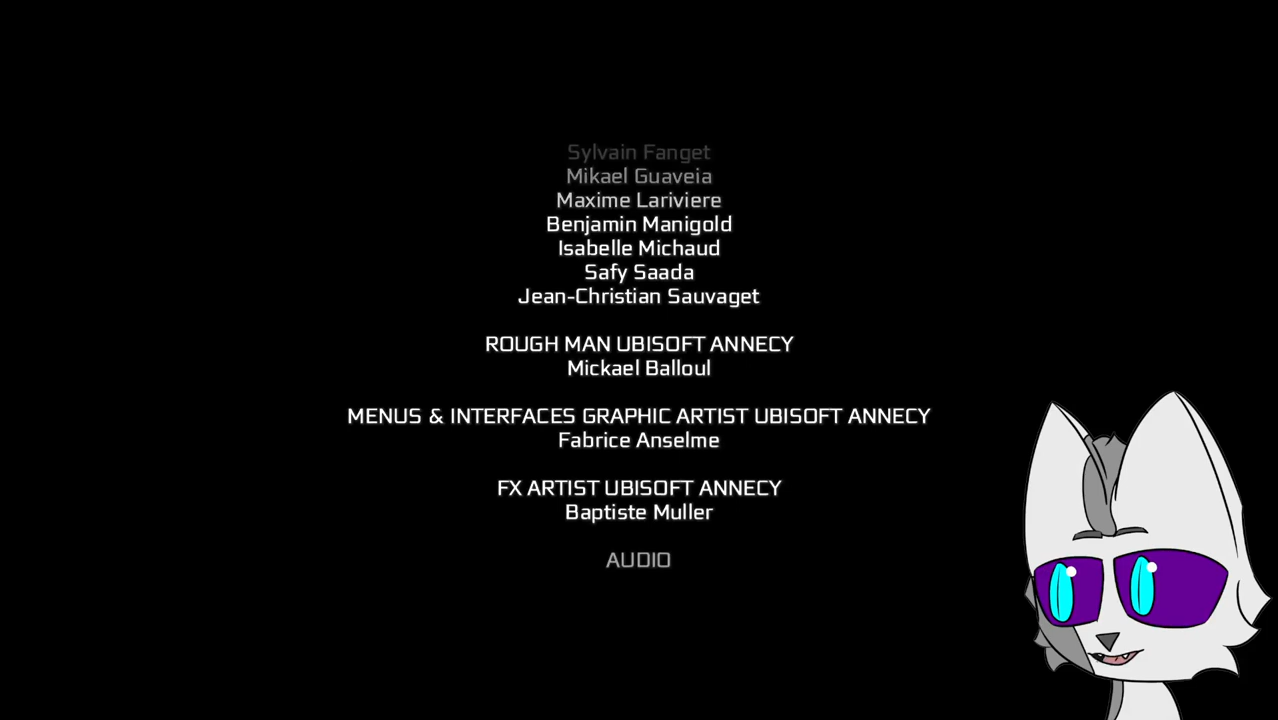 Sylvain Fanget
Mikael Guaveia
Maxime Lariviere
Benjamin Manigold
Isabelle Michaud
Safy Saada
Jean-Christian Sauvaget
ROUGH MAN UBISOFT ANNECY
Mickael Balloul
MENUS & INTERFACES GRAPHIC ARTIST UBISOFT ANNECY
Fabrice Anselme
FX ARTIST UBISOFT ANNECY
Baptiste Muller
AUDIO